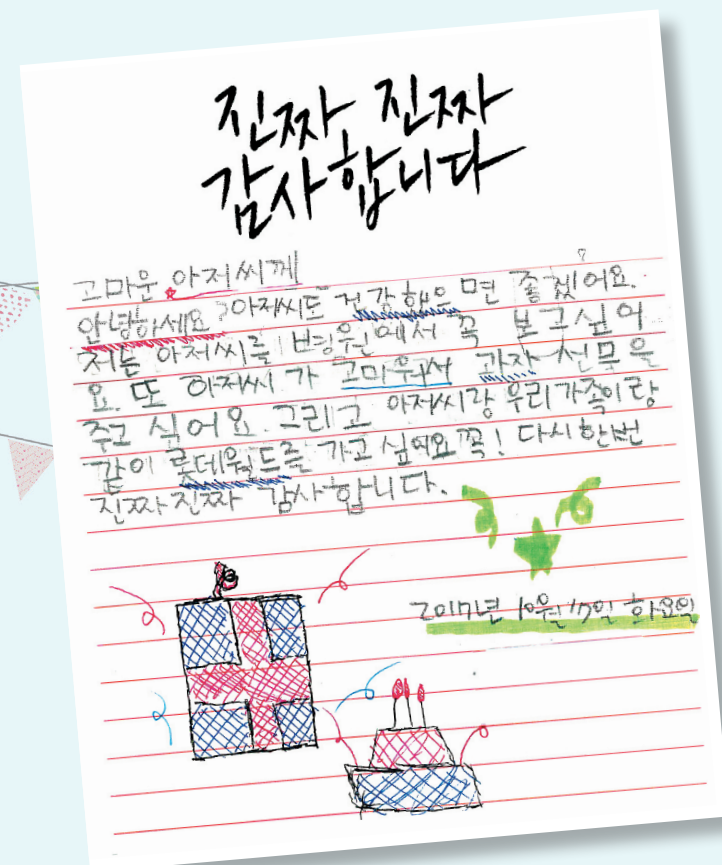 진짜 진짜
감사합니다
고마운 아저씨께
안녕하세요? 아저씨도 건강했으면 좋겠어요.
저는 아저씨를 병원에서 꼭 보고싶어
요. 또 아저씨가 고마워서 과자 선물을
주고 싶어요. 그리고 아저씨랑 우리가족이랑
같이 롯데월드를 가고 싶어요 꼭! 다시한번
진짜진짜 감사합니다.
2017년 10월 17일 화요일